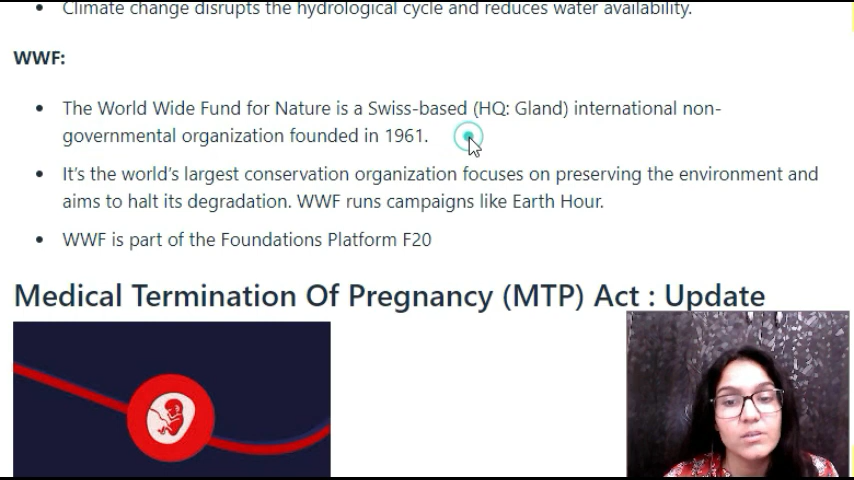 Climate change disrupts the hydrological cycle and reduces water availability.
WWF:
The World Wide Fund for Nature is a Swiss-based (HQ: Gland) international non-
governmental organization founded in 1961.
It's the world's largest conservation organization focuses on preserving the environment and
aims to halt its degradation. WWF runs campaigns like Earth Hour.
WWF is part of the Foundations Platform F20
Medical Termination Of Pregnancy (MTP) Act : Update